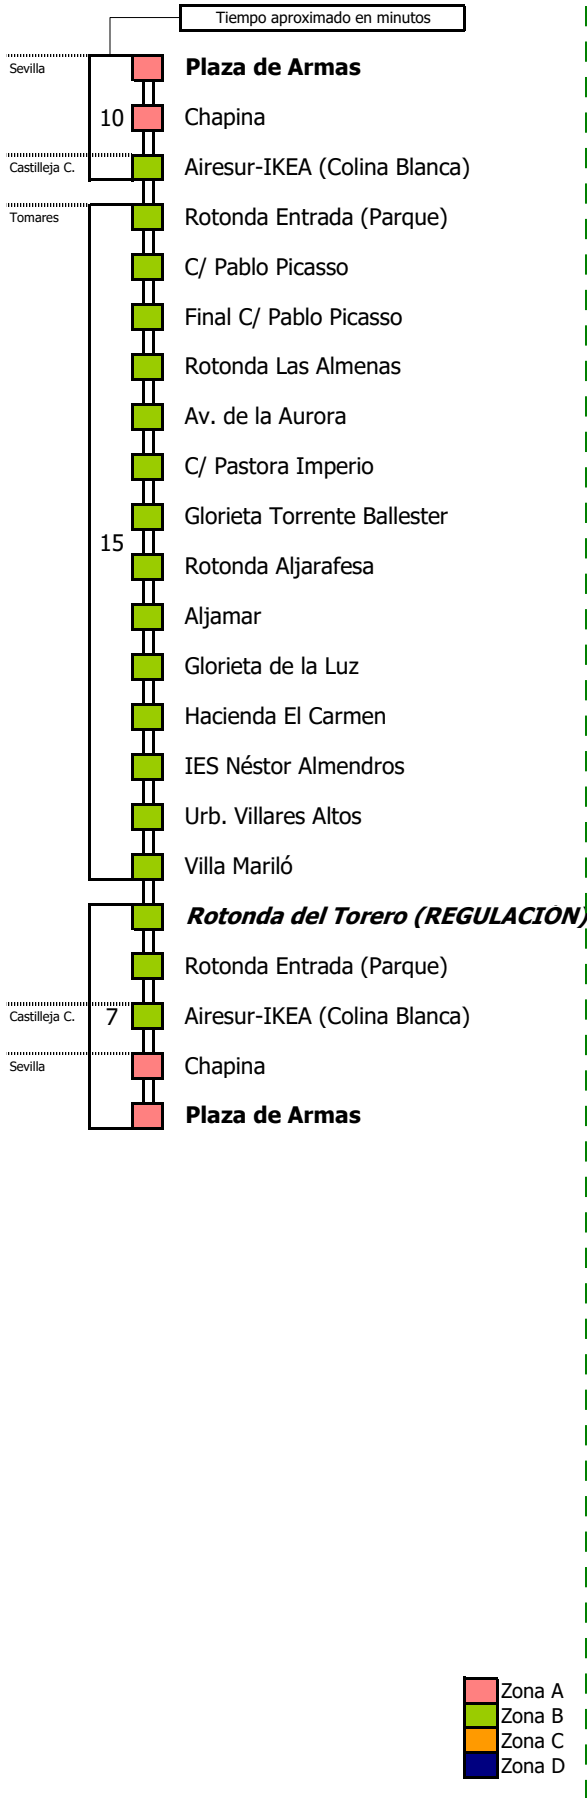 Tiempo aproximado en minutos
Sevilla
Plaza de Armas
10
Chapina
Castilleja C.
Airesur-IKEA (Colina Blanca)
Tomares
Rotonda Entrada (Parque)
C/ Pablo Picasso
Final C/ Pablo Picasso
Rotonda Las Almenas
Av. de la Aurora
C/ Pastora Imperio
Glorieta Torrente Ballester
15
Rotonda Aljarafesa
Aljamar
Glorieta de la Luz
Hacienda El Carmen
IES Néstor Almendros
Urb. Villares Altos
Villa Mariló
Rotonda del Torero (REGULACIÓN)
Rotonda Entrada (Parque)
Castilleja C.
7
Airesur-IKEA (Colina Blanca)
Sevilla
Chapina
Plaza de Armas
Zona A
Zona B
Zona C
Zona D